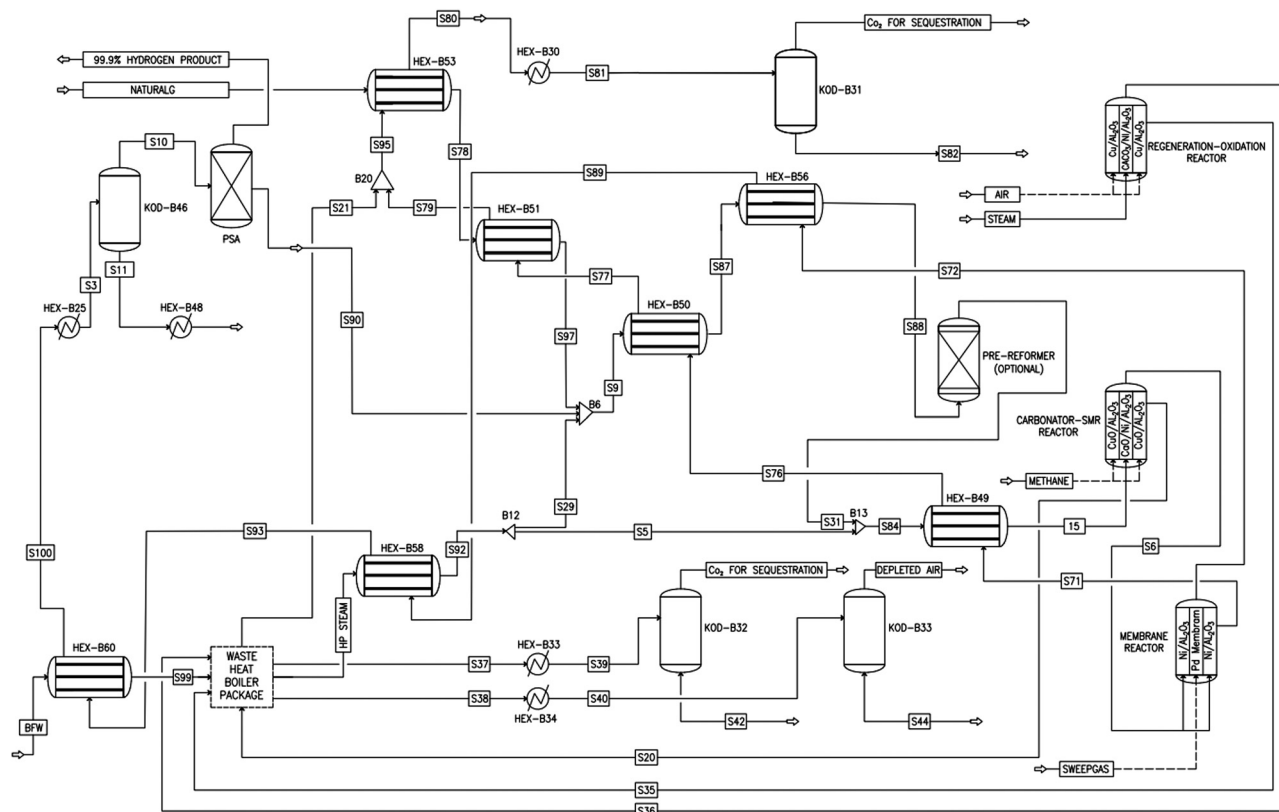 S80
Co₂ FOR SEQUESTRATION
HEX-B30
99.9% HYDROGEN PRODUCT
HEX-B53
S81
NATURALG
KOD-B31
S10
S95
S78
S82
Cu/Al₂O₃
CACO₃/Ni/Al₂O₃
Cu/Al₂O₃
REGENERATION-OXIDATION
REACTOR
B20
S89
HEX-B56
AIR
KOD-B46
PSA
S21
S79
HEX-B51
STEAM
S3
S11
S77
S87
S72
HEX-B25
HEX-B48
S90
HEX-B50
S97
S88
PRE-REFORMER
(OPTIONAL)
S9
B6
CuO/Al₂O₃
CaO/Ni/Al₂O₃
CuO/Al₂O₃
CARBONATOR-SMR
REACTOR
S76
METHANE
S29
HEX-B49
S100
S93
HEX-B58
S92
B12
S5
S31
B13
S84
15
S6
HP STEAM
Co₂ FOR SEQUESTRATION
DEPLETED AIR
S71
HEX-B60
WASTE
HEAT
BOILER
PACKAGE
S99
S37
HEX-B33
S39
KOD-B32
KOD-B33
Ni/Al₂O₃
Pd Membram
Ni/Al₂O₃
MEMBRANE
REACTOR
S38
HEX-B34
S40
BFW
S42
S44
S20
SWEEPGAS
S35
S36